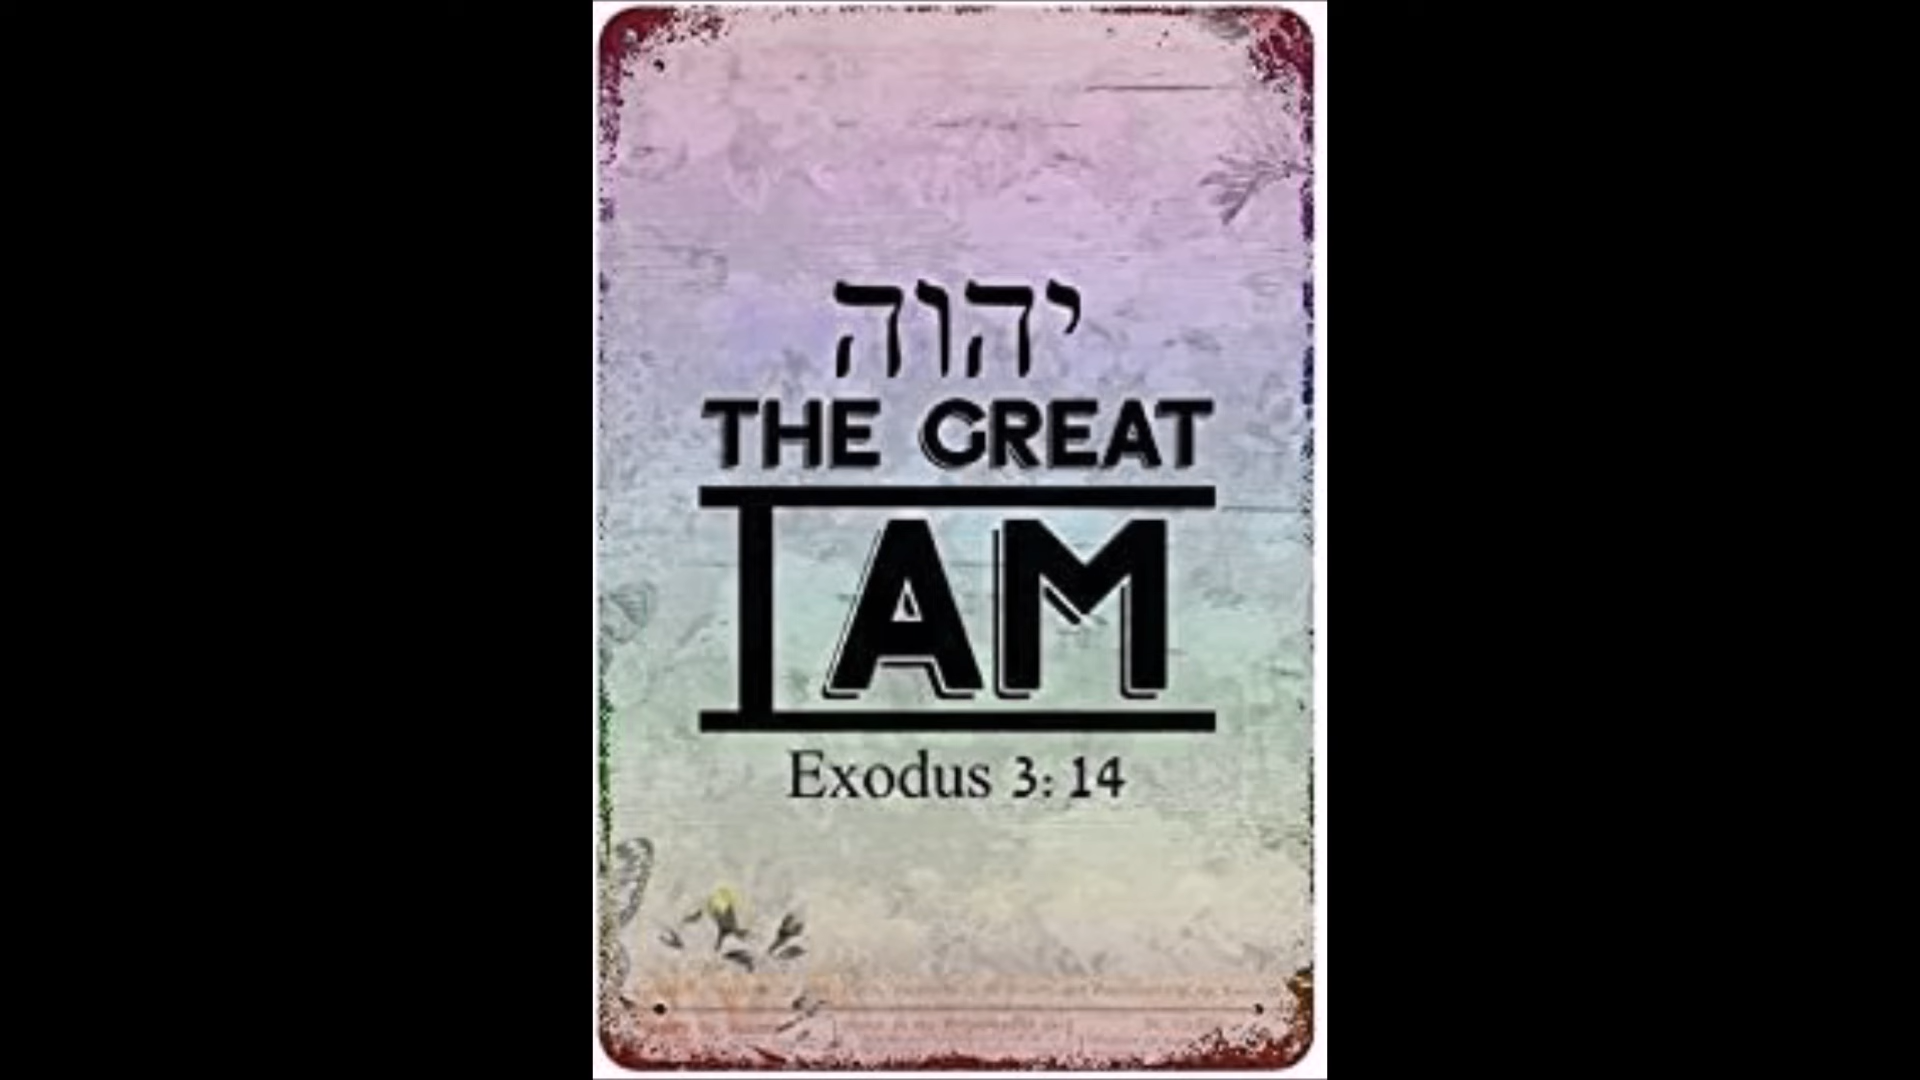 יהוה
THE GREAT
I AM
Exodus 3:14